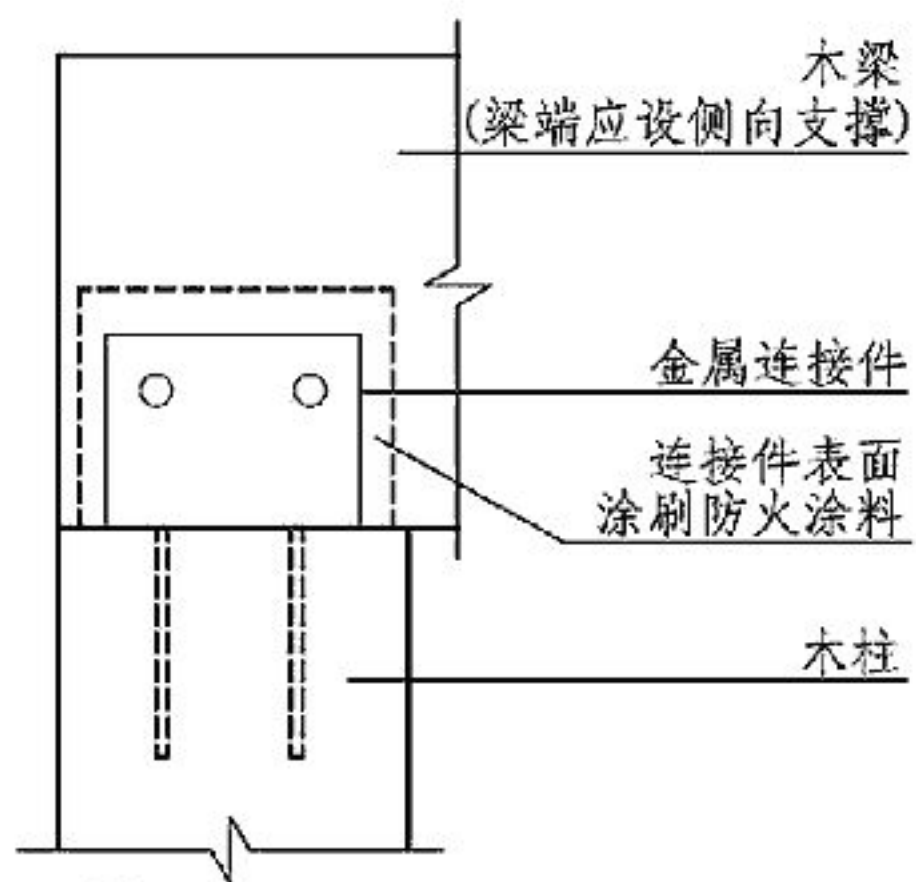 木梁
(梁端应设侧向支撑)
金属连接件
连接件表面
涂刷防火涂料
木柱